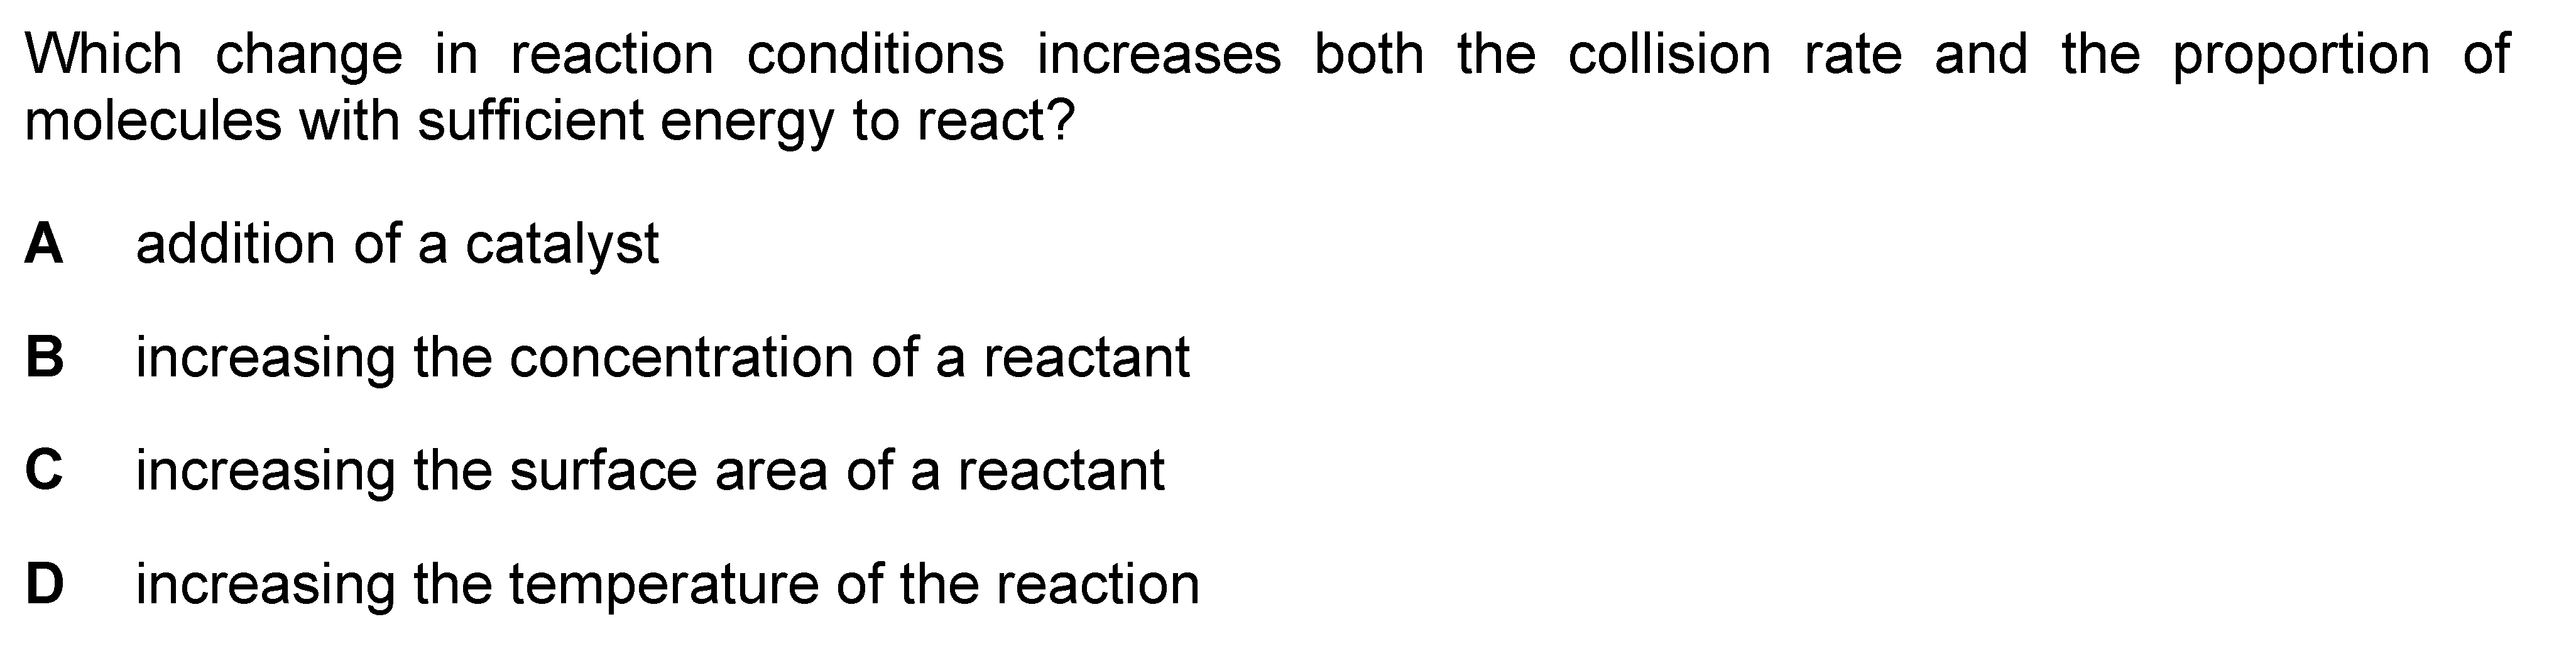 Which change in reaction conditions increases both the collision rate and the proportion of
molecules with sufficient energy to react?
A addition of a catalyst
B increasing the concentration of a reactant
C increasing the surface area of a reactant
D increasing the temperature of the reaction